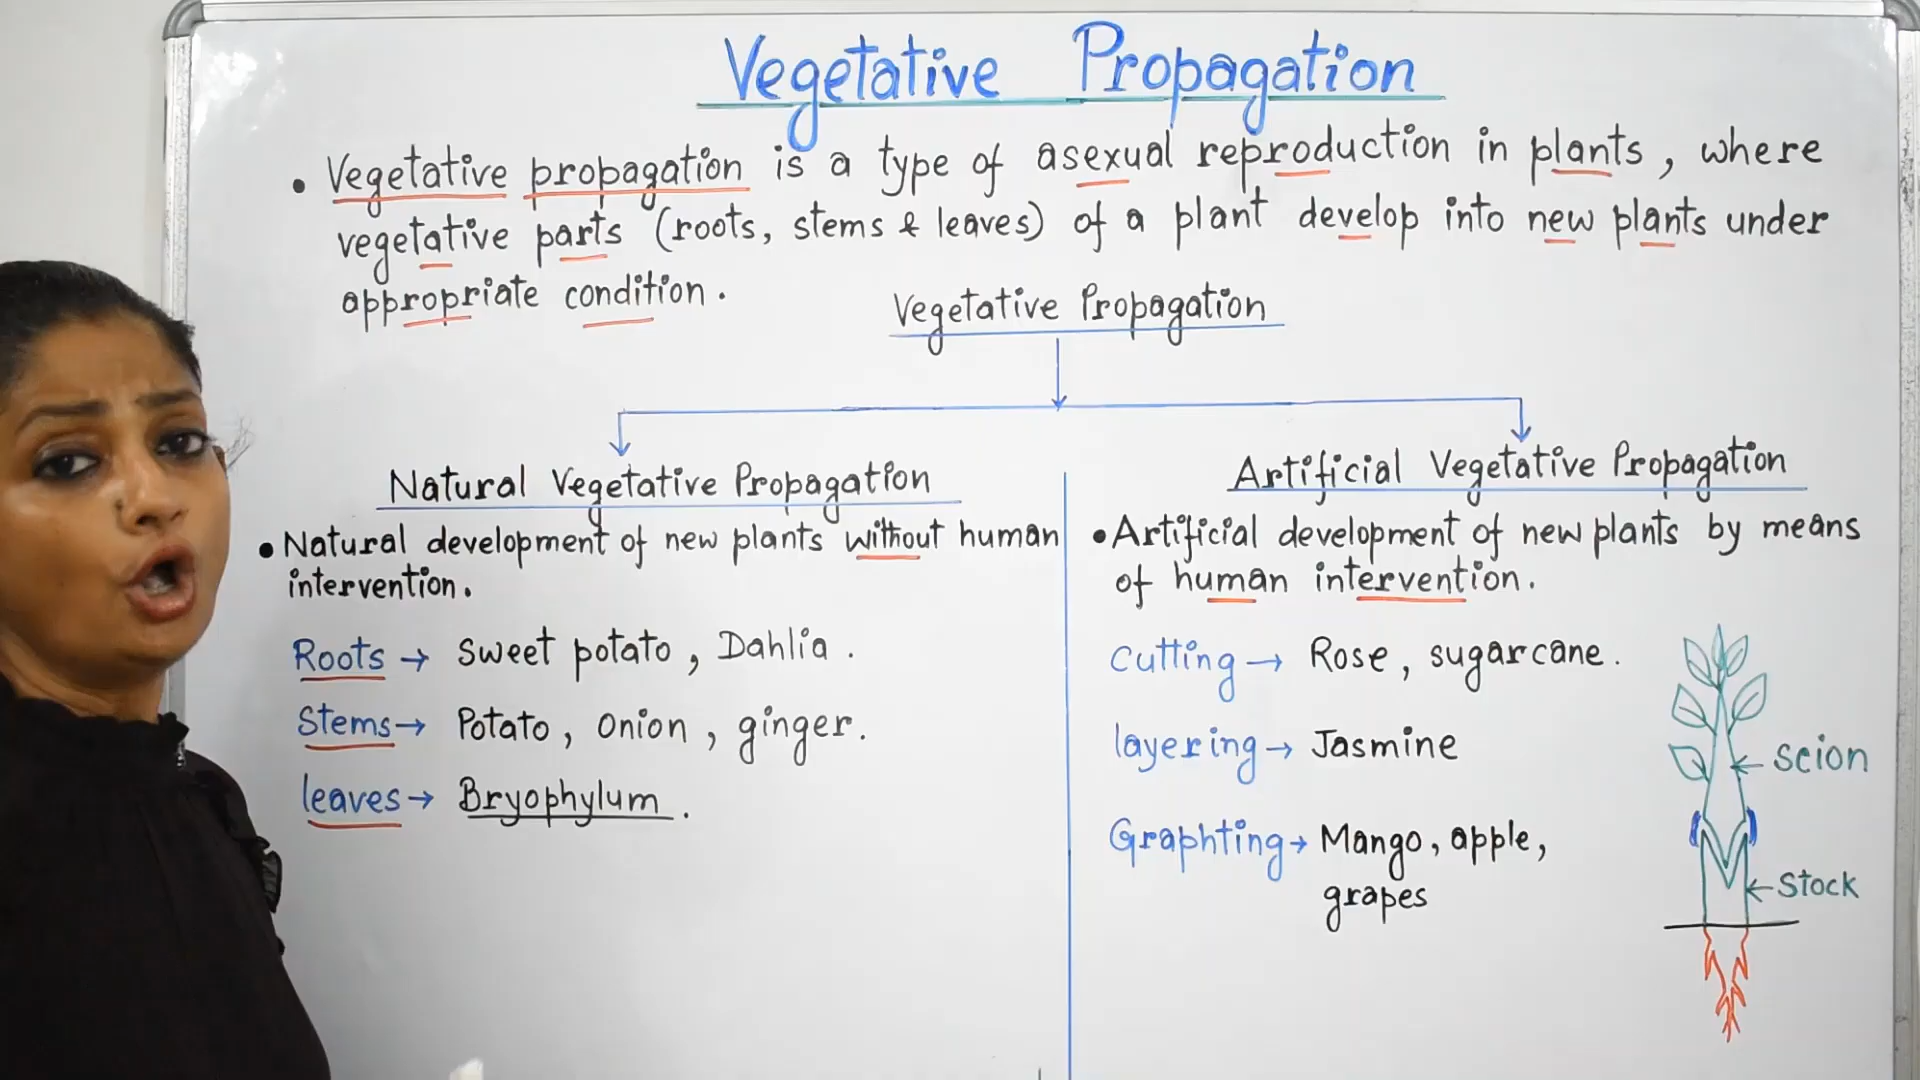 Vegetative Propagation
• Vegetative propagation is a type of asexual reproduction in plants, where
vegetative parts (roots, stems & leaves) of a plant develop into new plants under
appropriate condition.
Vegetative Propagation
Natural Vegetative Propagation
• Natural development of new plants without human
intervention.
Roots → sweet potato, Dahlia.
Stems → Potato, onion, ginger.
leaves → Bryophylum.
Artificial Vegetative Propagation
• Artificial development of new plants by means
of human intervention.
cutting → Rose, sugarcane.
layering → Jasmine
Graphting → Mango, apple,
grapes
← scion
← Stock